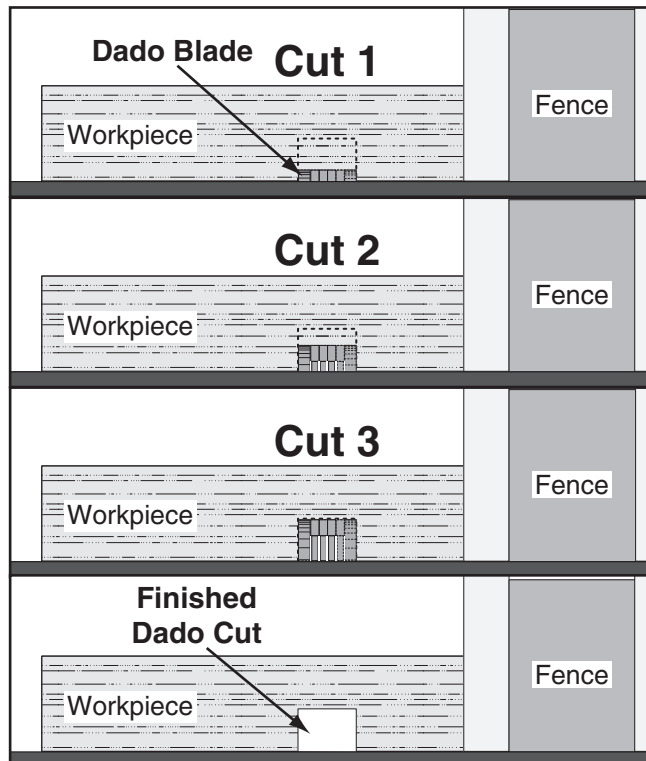 Dado Blade
Cut 1
Workpiece
Fence
Cut 2
Workpiece
Fence
Cut 3
Workpiece
Fence
Finished
Dado Cut
Workpiece
Fence